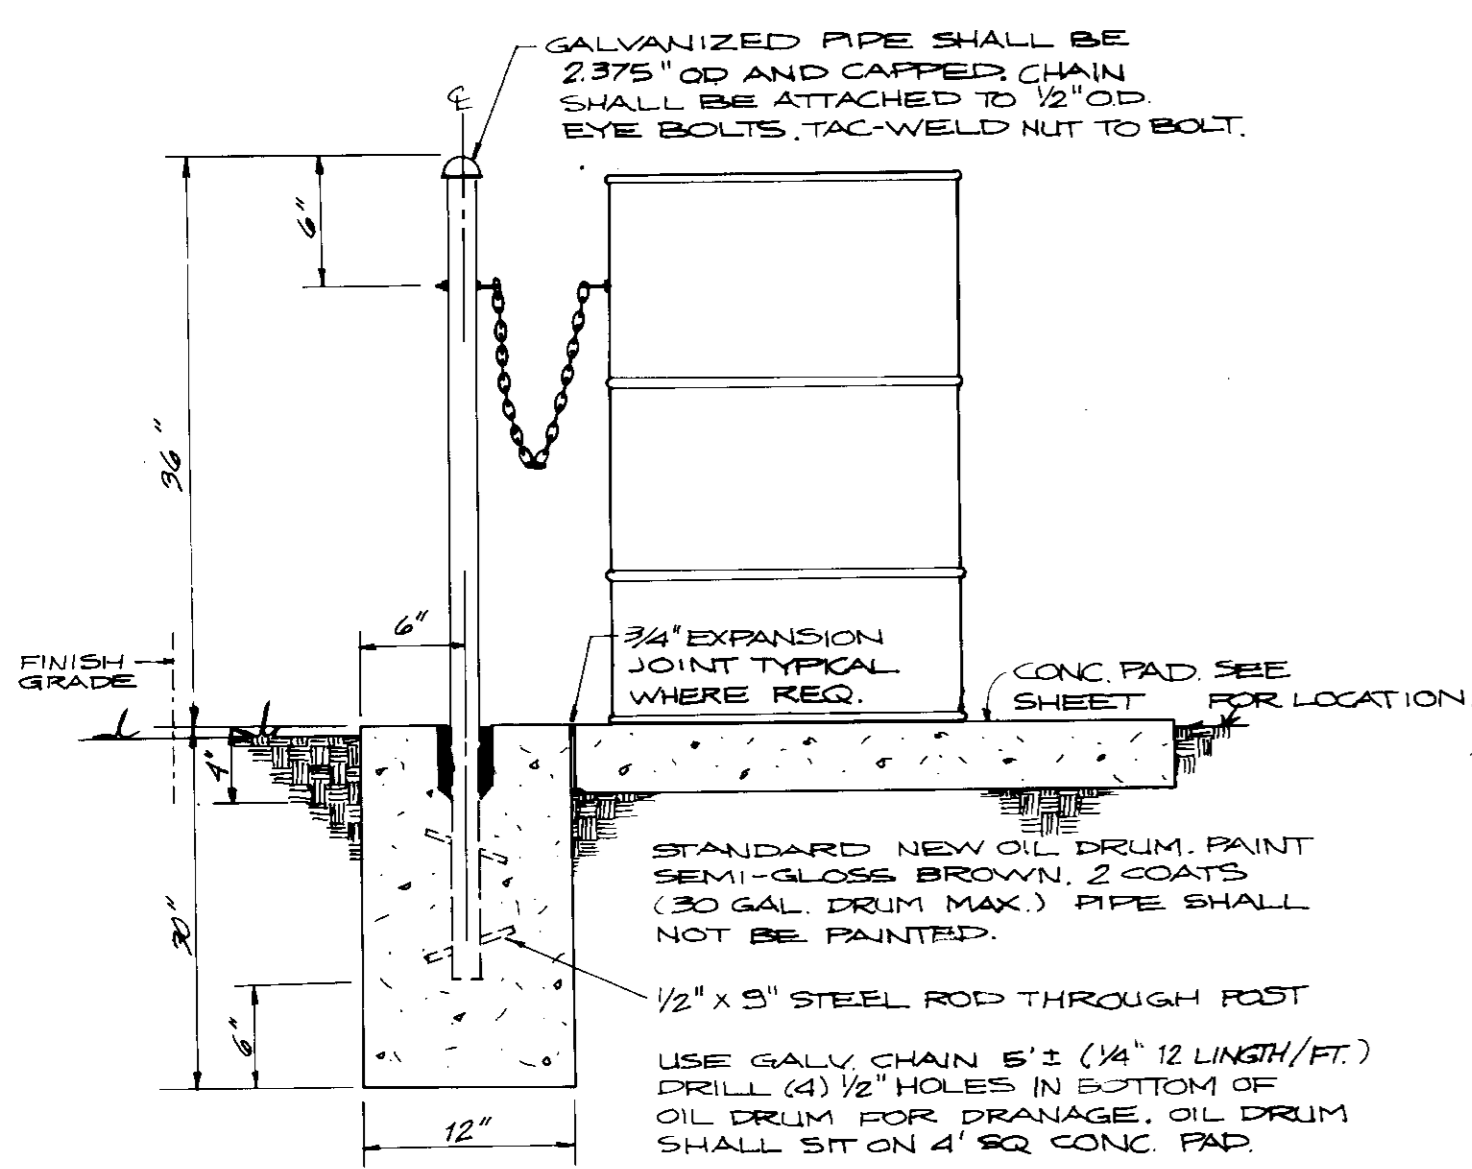 GALVANIZED PIPE SHALL BE
2.375" OD AND CAPPED. CHAIN
SHALL BE ATTACHED TO 1/2" O.D.
EYE BOLTS. TAC-WELD NUT TO BOLT.
℄
6"
36"
6"
3/4" EXPANSION
JOINT TYPICAL
WHERE REQ.
FINISH
GRADE
CONC. PAD. SEE
SHEET FOR LOCATION
4"
STANDARD NEW OIL DRUM. PAINT
SEMI-GLOSS BROWN. 2 COATS
(30 GAL. DRUM MAX.) PIPE SHALL
NOT BE PAINTED.
30"
1/2" X 9" STEEL ROD THROUGH POST
6"
USE GALV. CHAIN 5'± (1/4" 12 LINGTH/FT.)
DRILL (4) 1/2" HOLES IN BOTTOM OF
OIL DRUM FOR DRANAGE. OIL DRUM
SHALL SIT ON 4' SQ CONC. PAD.
12"